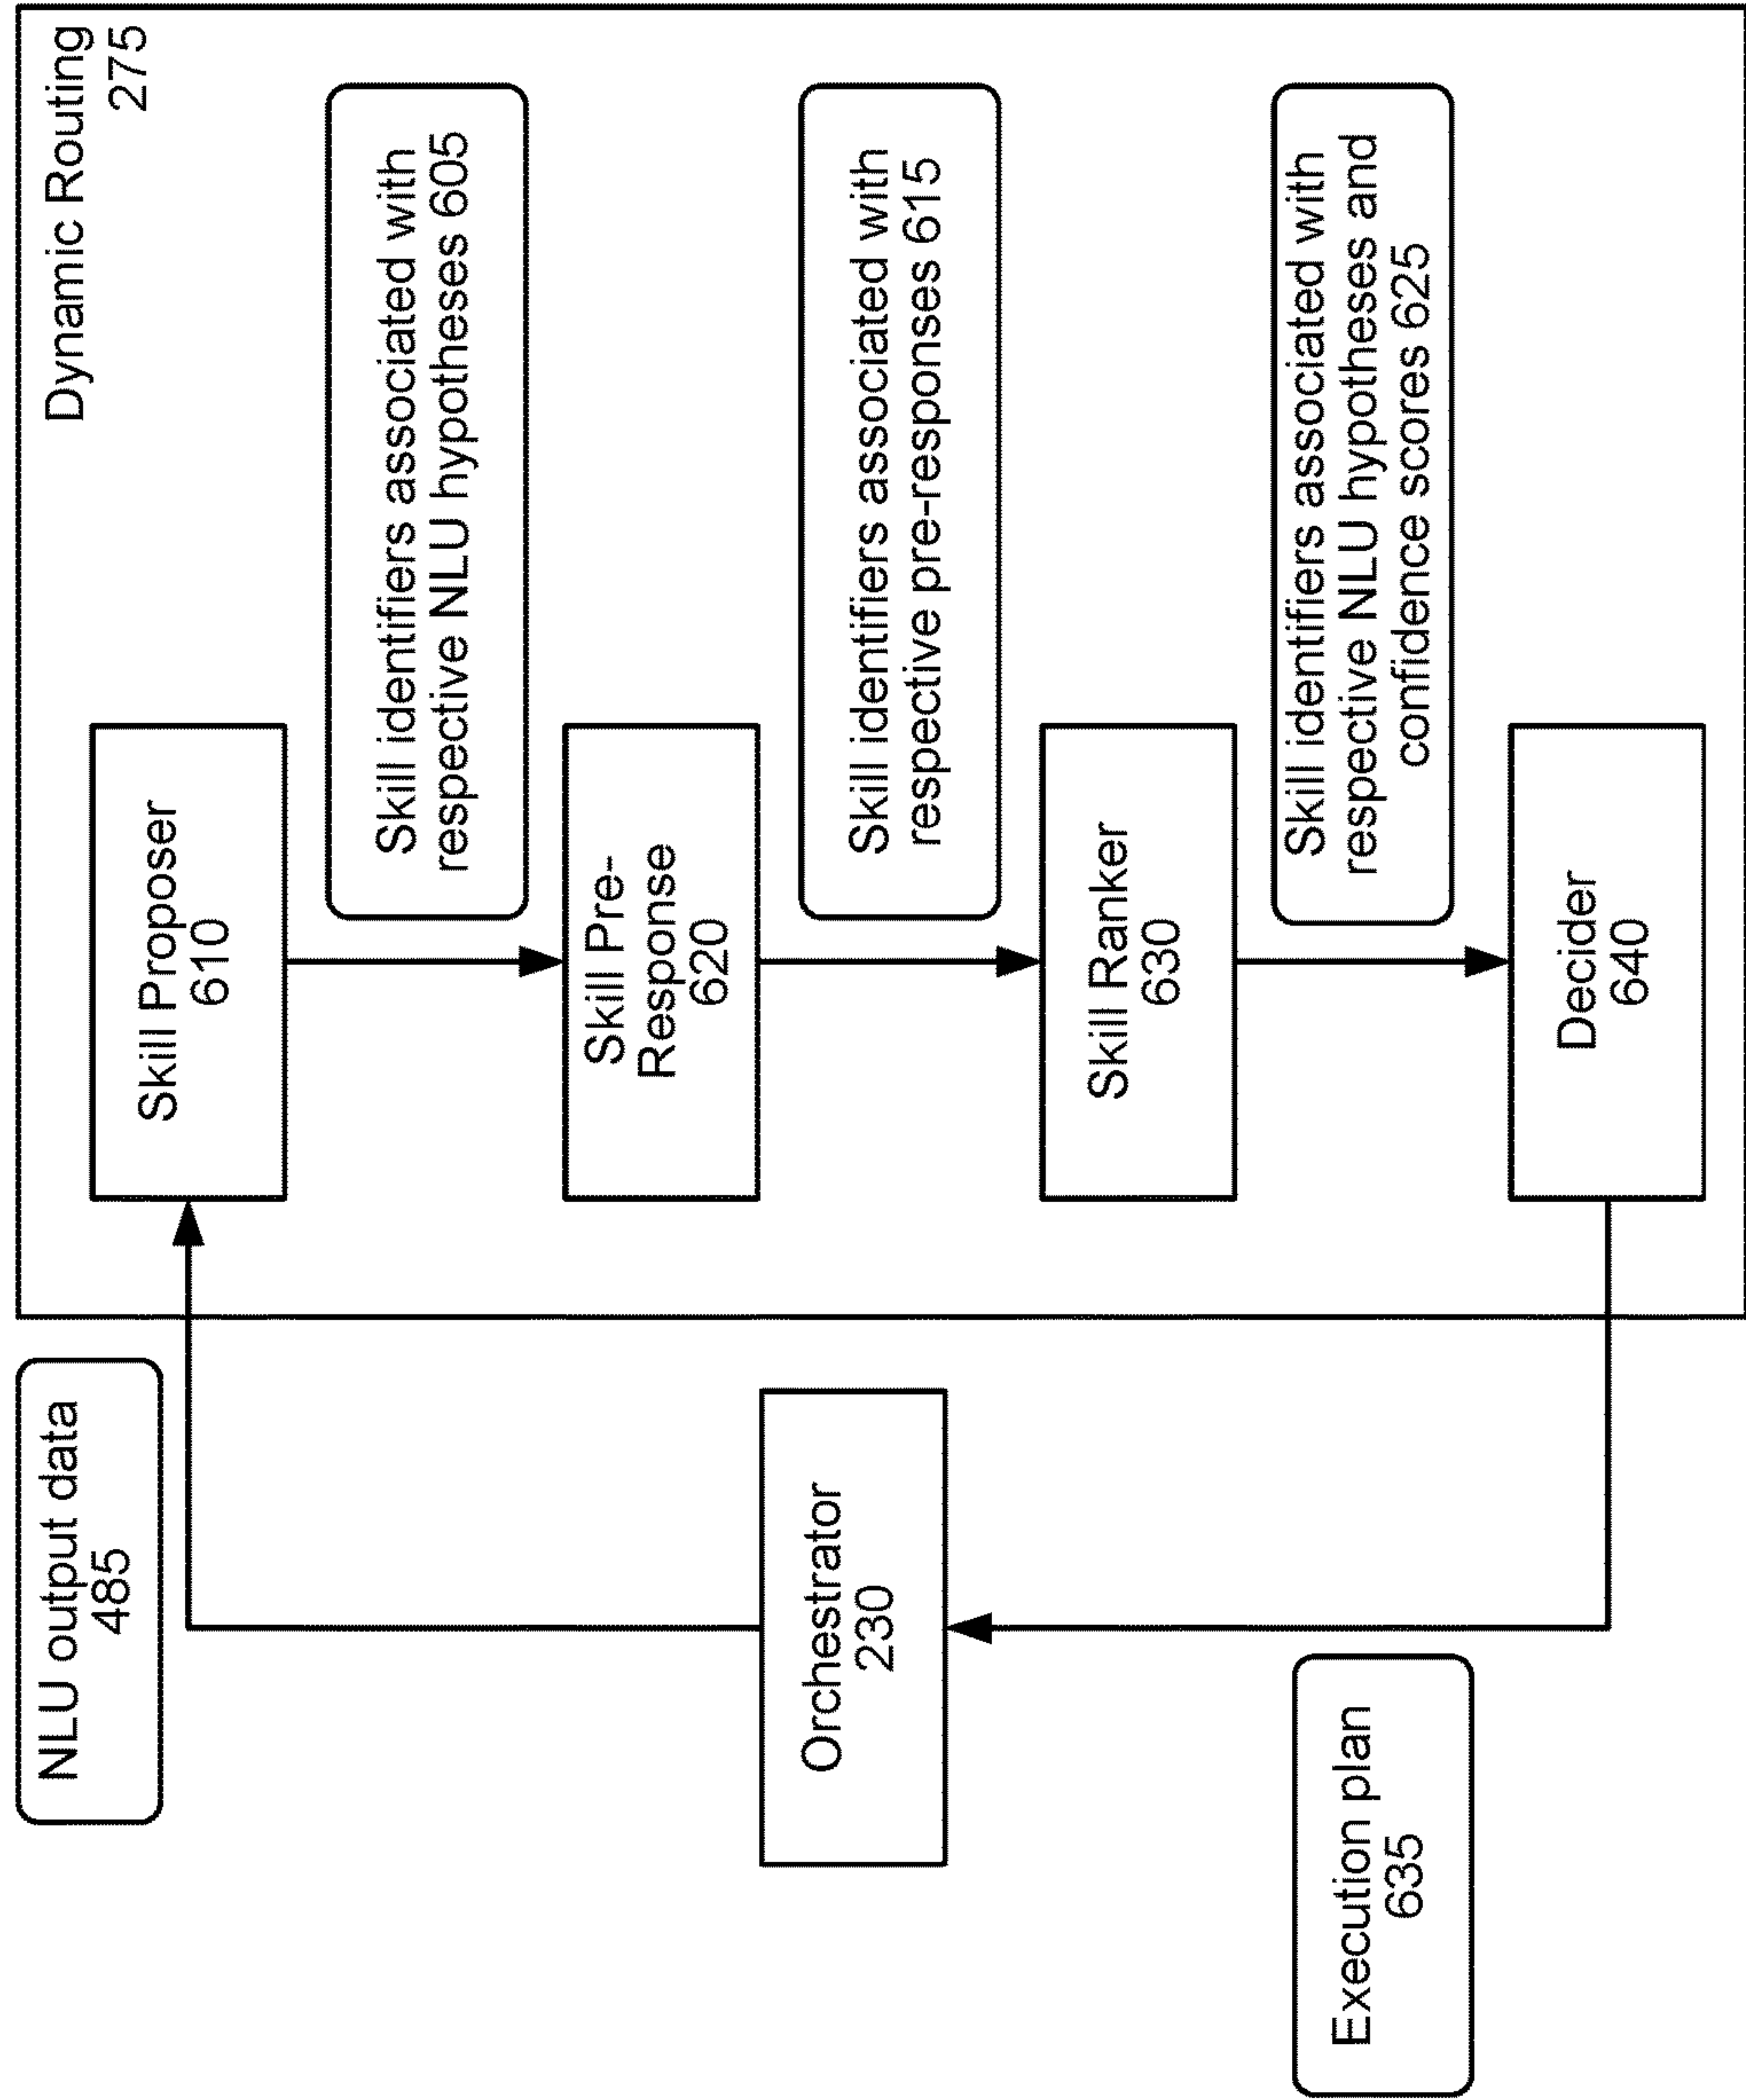 Dynamic Routing
275
NLU output data
485
Skill Proposer
610
Skill identifiers associated with
respective NLU hypotheses 605
Skill Pre-
Response
620
Skill identifiers associated with
respective pre-responses 615
Orchestrator
230
Skill Ranker
630
Skill identifiers associated with
respective NLU hypotheses and
confidence scores 625
Execution plan
635
Decider
640